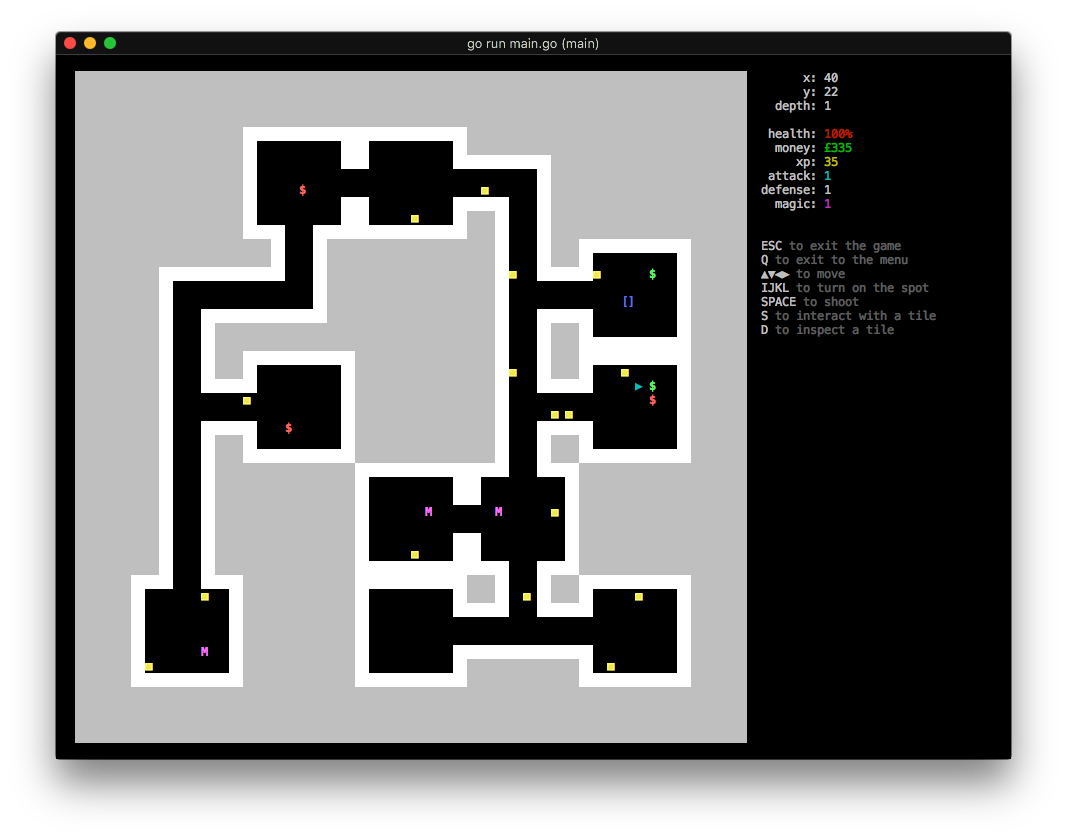 go run main.go (main)
x: 40
y: 22
depth: 1
health: 100%
money: £335
xp: 35
attack: 1
defense: 1
magic: 1
ESC to exit the game
Q to exit to the menu
▲▼◀▶ to move
IJKL to turn on the spot
SPACE to shoot
S to interact with a tile
D to inspect a tile
$
$
[]
$
$
$
M M
M